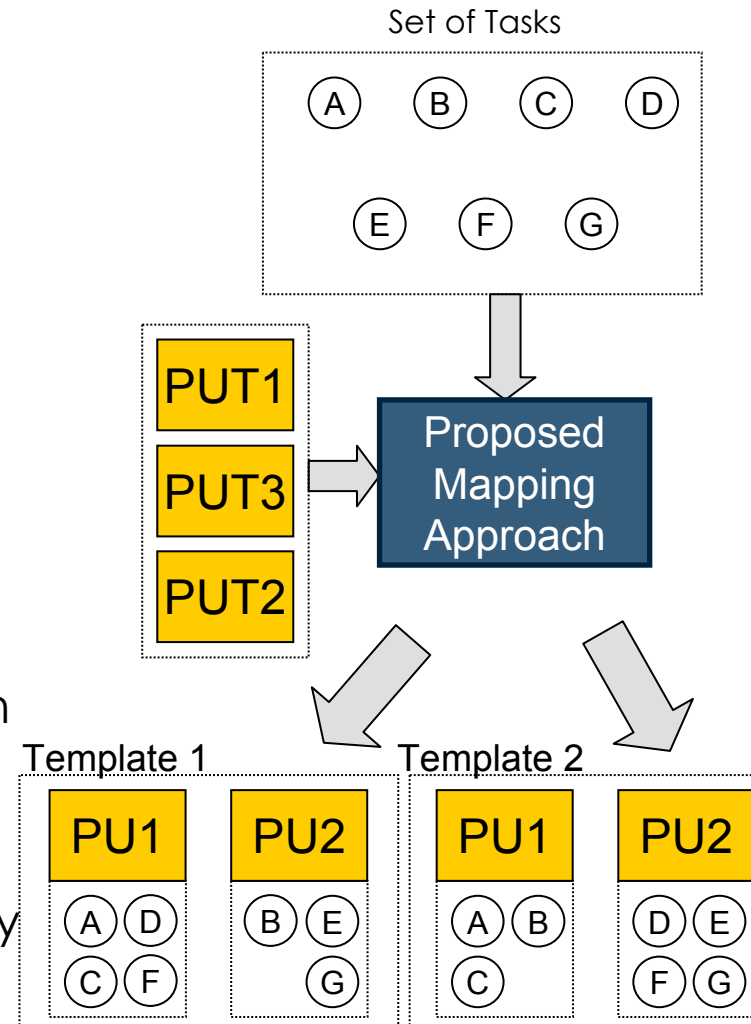 Set of Tasks
A B C D
E F G
PUT1
PUT3
PUT2
Proposed
Mapping
Approach
n
Template 1
Template 2
PU1 PU2 PU1 PU2
y
A D B E A B D E
C F G C F G